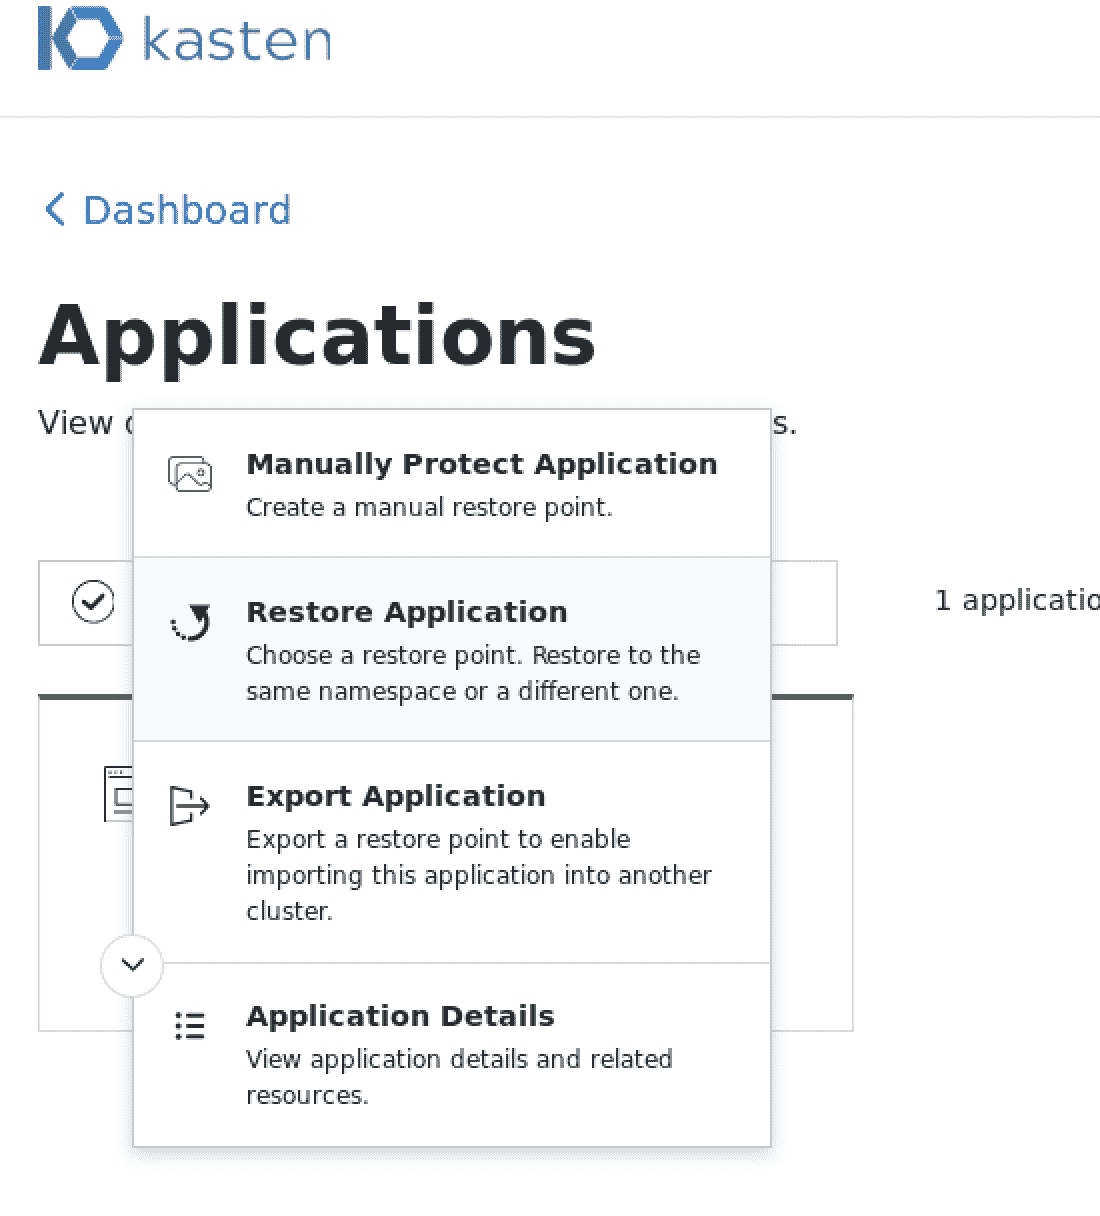 kasten
Dashboard
Applications
View
s.
Manually Protect Application
Create a manual restore point.
1
Restore Application
Choose a restore point. Restore to the
same namespace or a different one.
Export Application
Export a restore point to enable
importing this application into another
cluster.
Application Details
View application details and related
resources.